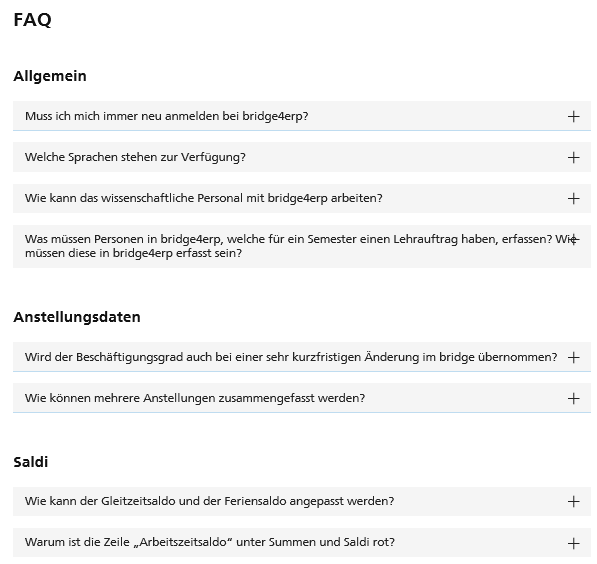 FAQ
Allgemein
Muss ich mich immer neu anmelden bei bridge4erp?
Welche Sprachen stehen zur Verfügung?
Wie kann das wissenschaftliche Personal mit bridge4erp arbeiten?
Was müssen Personen in bridge4erp, welche für ein Semester einen Lehrauftrag haben, erfassen? Wie
müssen diese in bridge4erp erfasst sein?
Anstellungsdaten
Wird der Beschäftigungsgrad auch bei einer sehr kurzfristigen Änderung im bridge übernommen?
Wie können mehrere Anstellungen zusammengefasst werden?
Saldi
Wie kann der Gleitzeitsaldo und der Feriensaldo angepasst werden?
Warum ist die Zeile „Arbeitszeitsaldo“ unter Summen und Saldi rot?